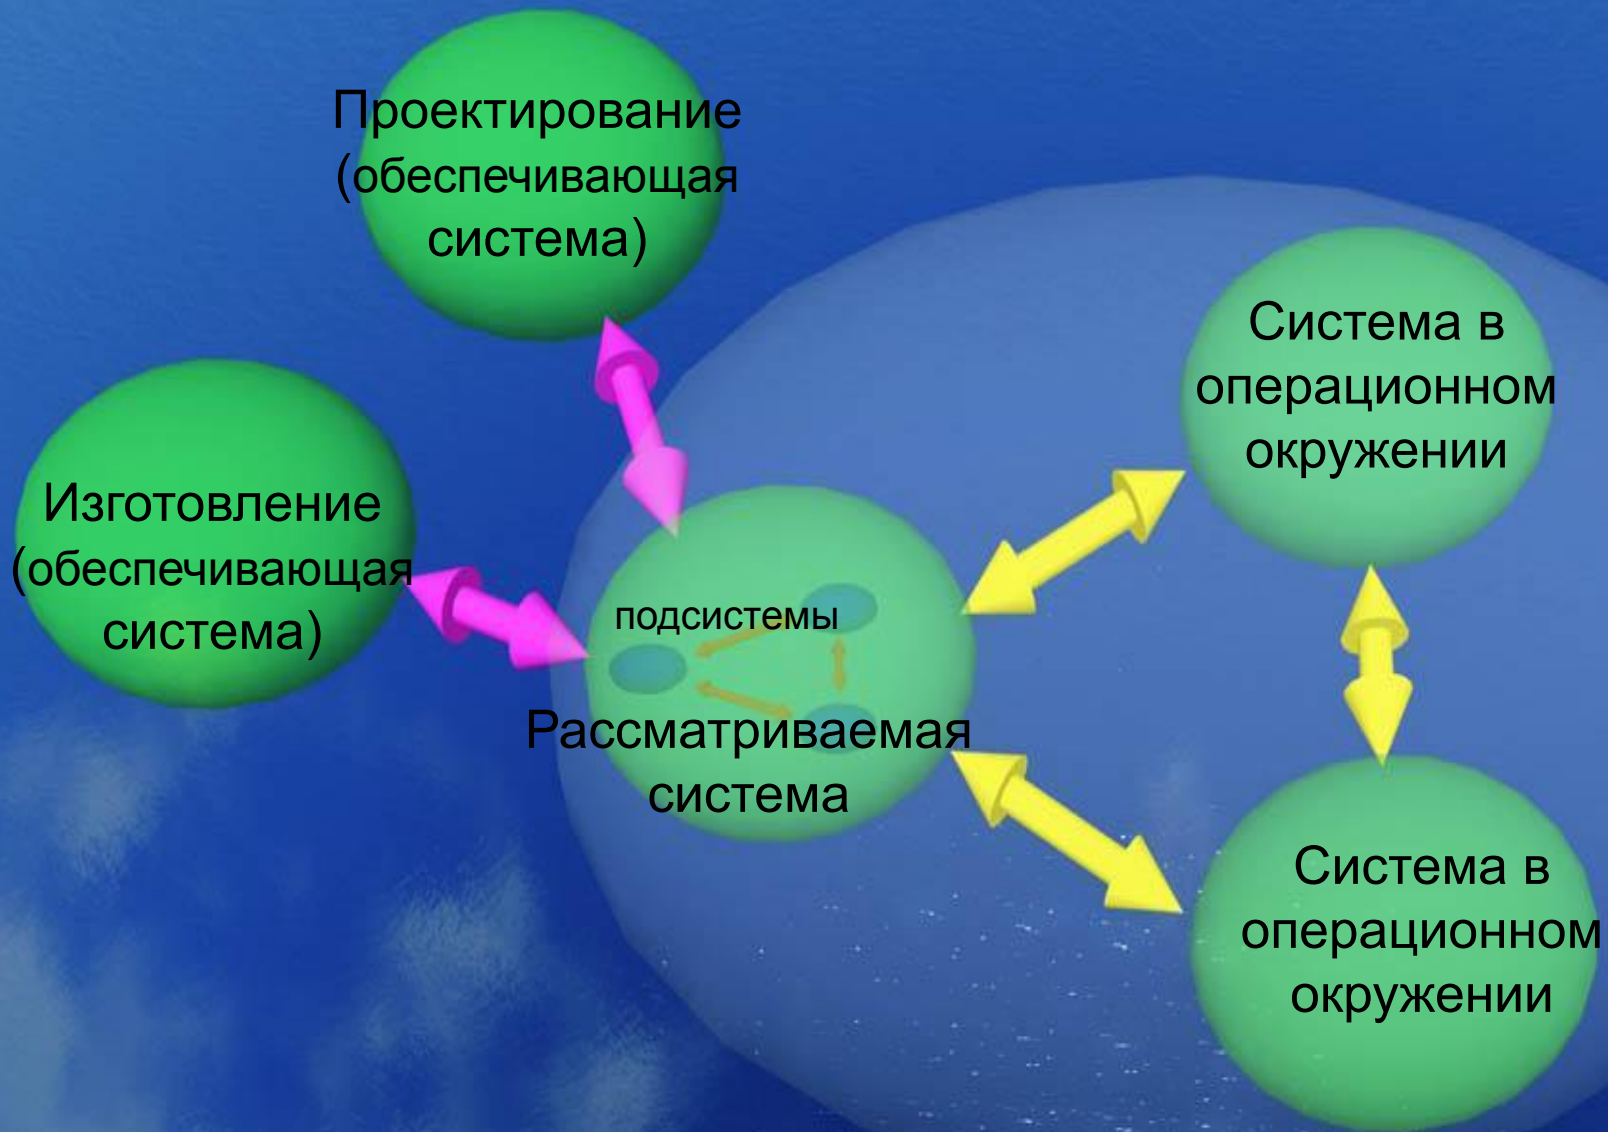 Проектирование
(обеспечивающая
система)
Изготовление
(обеспечивающая
система)
подсистемы
Рассматриваемая
система
Система в
операционном
окружении
Система в
операционном
окружении